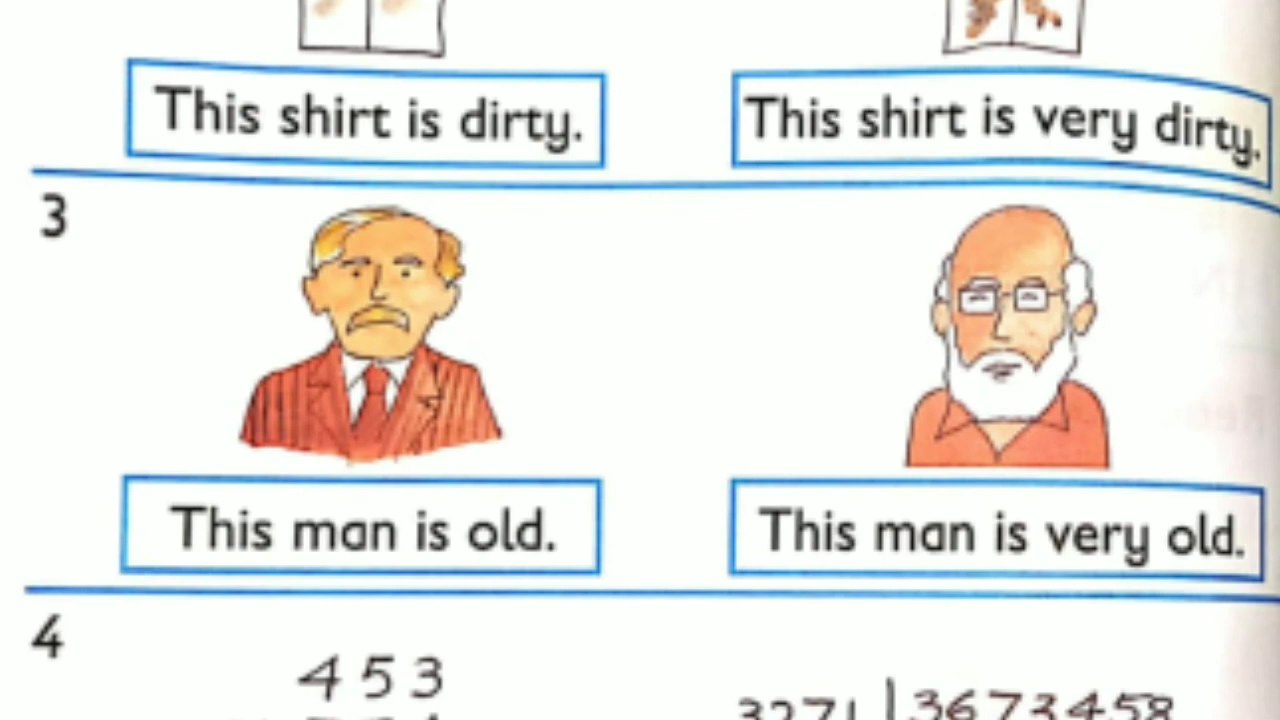 This shirt is dirty.
This shirt is very dirty.
3
This man is old.
This man is very old.
4
453
3271 3673458